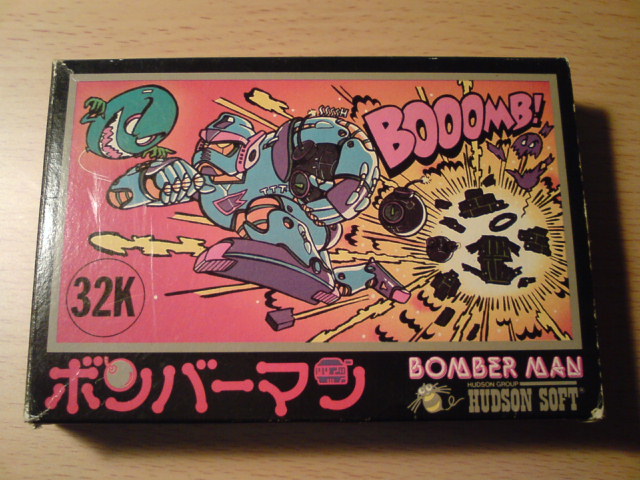 BOOOMB!
32K
ボンバーマン
BOMBER MAN
HUDSON GROUP
HUDSON SOFT®